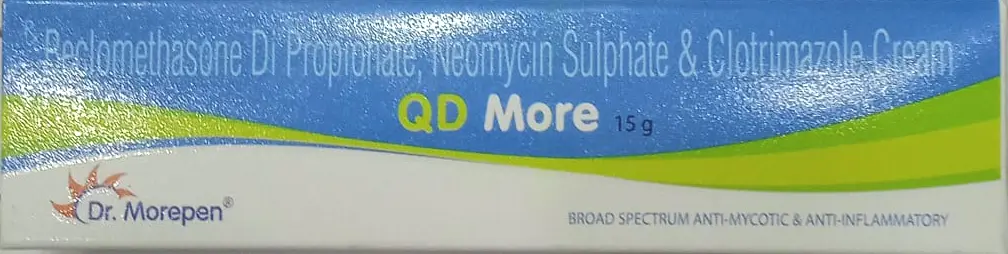 Beclomethasone Di Propionate, Neomycin Sulphate & Clotrimazole Cream
QD More 15 g
Dr. Morepen®
BROAD SPECTRUM ANTI-MYCOTIC & ANTI-INFLAMMATORY